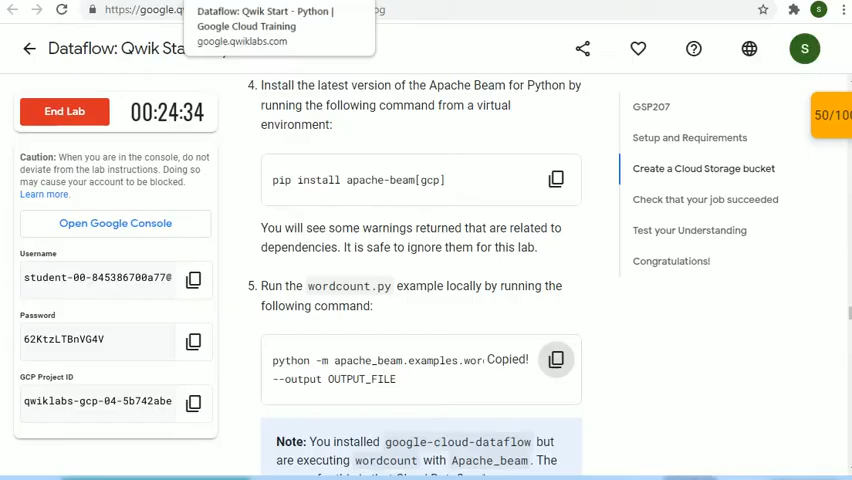 https://google.q
og
Dataflow: Qwik Start - Python |
Google Cloud Training
google.qwiklabs.com
S
Dataflow: Qwik Sta
S
End Lab
00:24:34
Caution: When you are in the console, do not
deviate from the lab instructions. Doing so
may cause your account to be blocked.
Learn more.
Open Google Console
Username
student-00-845386700a77@
Password
62KtzLTBnVG4V
GCP Project ID
qwiklabs-gcp-04-5b742abe
4. Install the latest version of the Apache Beam for Python by
running the following command from a virtual
environment:
pip install apache-beam[gcp]
You will see some warnings returned that are related to
dependencies. It is safe to ignore them for this lab.
5. Run the wordcount.py example locally by running the
following command:
python -m apache_beam.examples.wor Copied!
--output OUTPUT_FILE
Note: You installed google-cloud-dataflow but
are executing wordcount with Apache_beam. The
GSP207
Setup and Requirements
Create a Cloud Storage bucket
Check that your job succeeded
Test your Understanding
Congratulations!
50/100